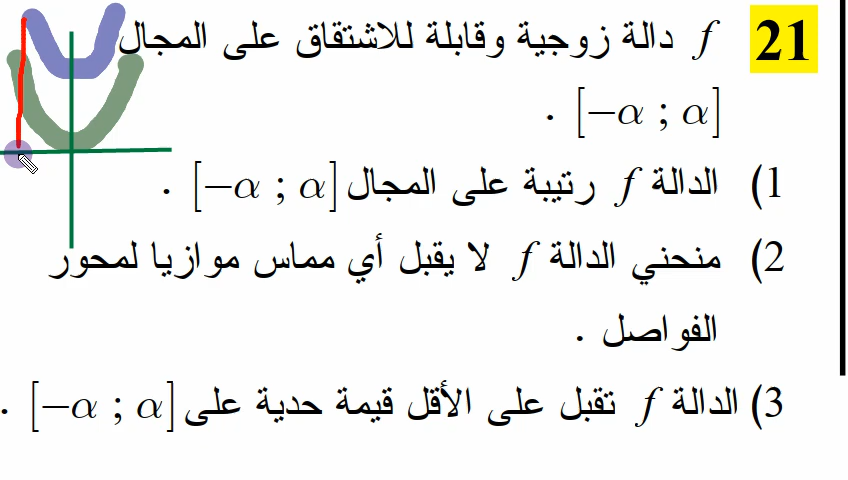 21 f دالة زوجية وقابلة للاشتقاق على المجال
[−α ; α] .
1) الدالة f رتيبة على المجال [−α ; α] .
2) منحني الدالة f لا يقبل أي مماس موازيا لمحور
الفواصل .
3) الدالة f تقبل على الأقل قيمة حدية على [−α ; α] .